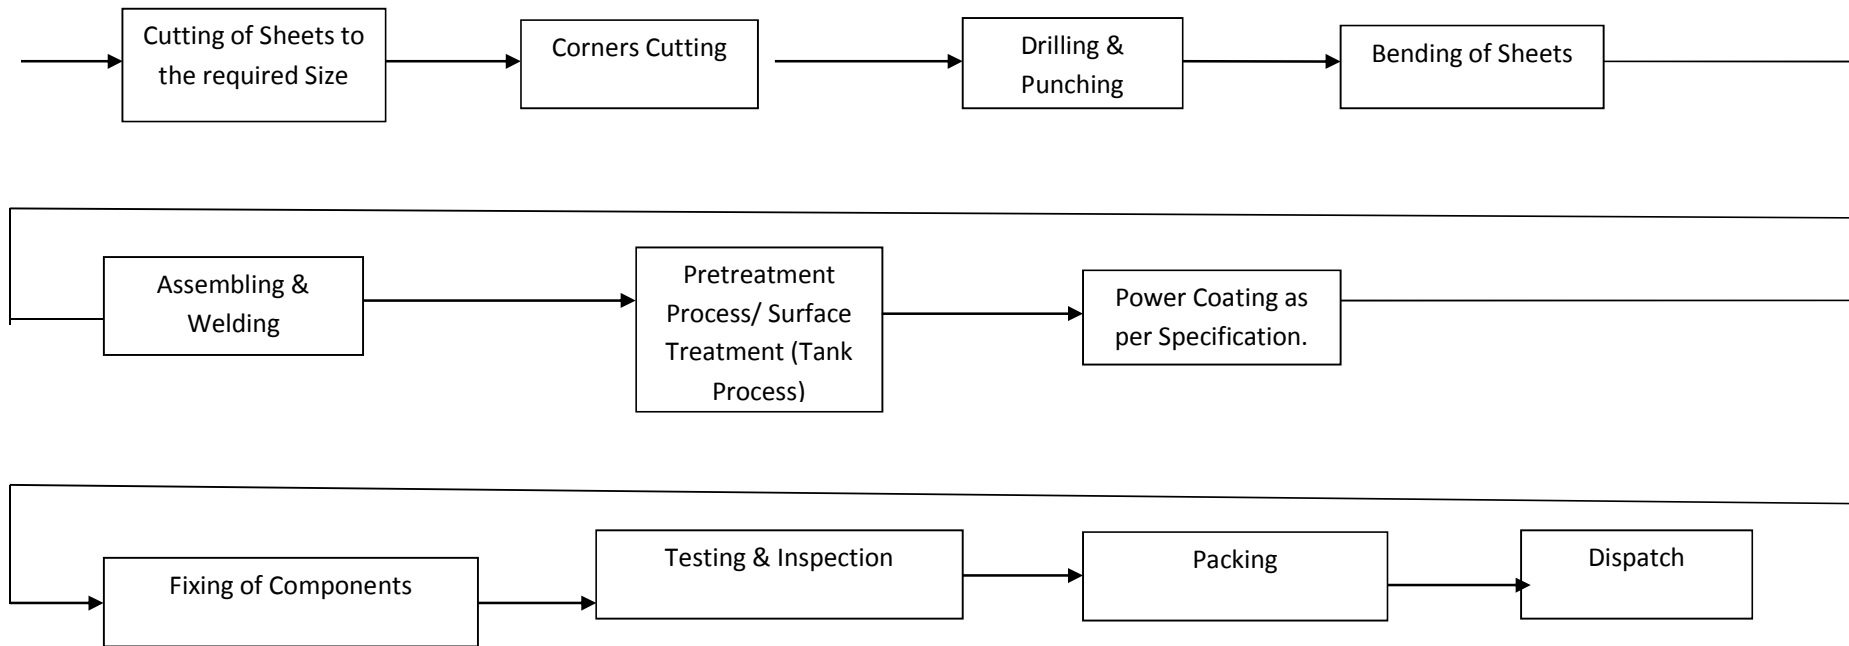 Cutting of Sheets to
the required Size
Corners Cutting
Drilling &
Punching
Bending of Sheets
Assembling &
Welding
Pretreatment
Process/ Surface
Treatment (Tank
Process)
Power Coating as
per Specification.
Fixing of Components
Testing & Inspection
Packing
Dispatch